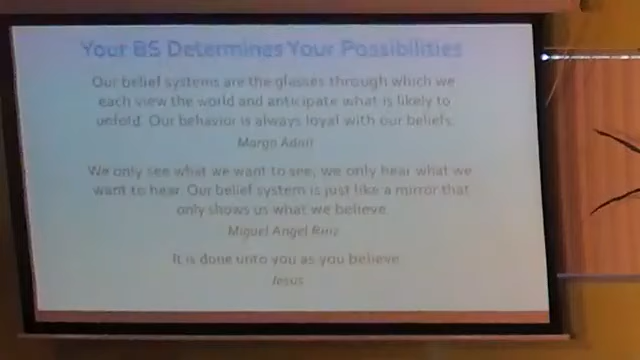 Your BS Determines Your Possibilities
Our belief systems are the glasses through which we
each view the world and anticipate what is likely to
unfold. Our behavior is always loyal with our beliefs.
Margo Adair
We only see what we want to see; we only hear what we
want to hear. Our belief system is just like a mirror that
only shows us what we believe.
Miguel Angel Ruiz
It is done unto you as you believe.
Jesus